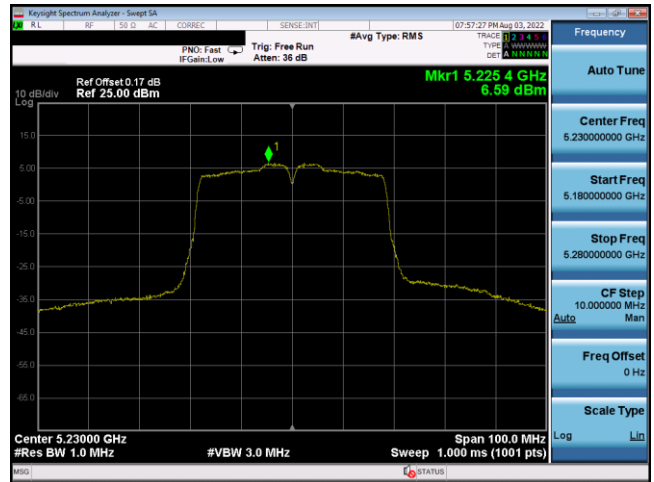 Keysight Spectrum Analyzer - Swept SA
RL RF 50 Ω AC CORREC SENSE:INT 07:57:27 PM Aug 03, 2022
#Avg Type: RMS TRACE 1 2 3 4 5 6
PNO: Fast Trig: Free Run TYPE A WWWWW
IFGain:Low Atten: 36 dB DET A N N N N N
Ref Offset 0.17 dB Mkr1 5.225 4 GHz
10 dB/div Ref 25.00 dBm 6.59 dBm
Log
1
15.0
5.00
-5.00
-15.0
-25.0
-35.0
-45.0
-55.0
-65.0
Center 5.23000 GHz Span 100.0 MHz
#Res BW 1.0 MHz #VBW 3.0 MHz Sweep 1.000 ms (1001 pts)
MSG STATUS
Frequency
Auto Tune
Center Freq
5.230000000 GHz
Start Freq
5.180000000 GHz
Stop Freq
5.280000000 GHz
CF Step
10.000000 MHz
Auto Man
Freq Offset
0 Hz
Scale Type
Log Lin